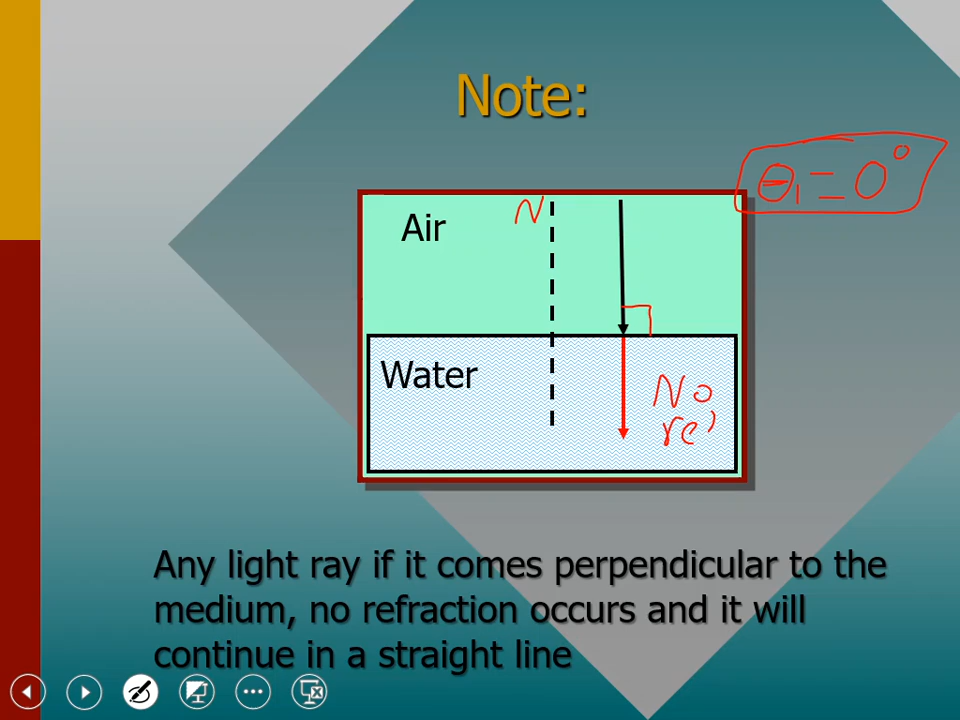 Note:
θ₁ = 0°
Air
N
Water
No
Any light ray if it comes perpendicular to the
medium, no refraction occurs and it will
continue in a straight line